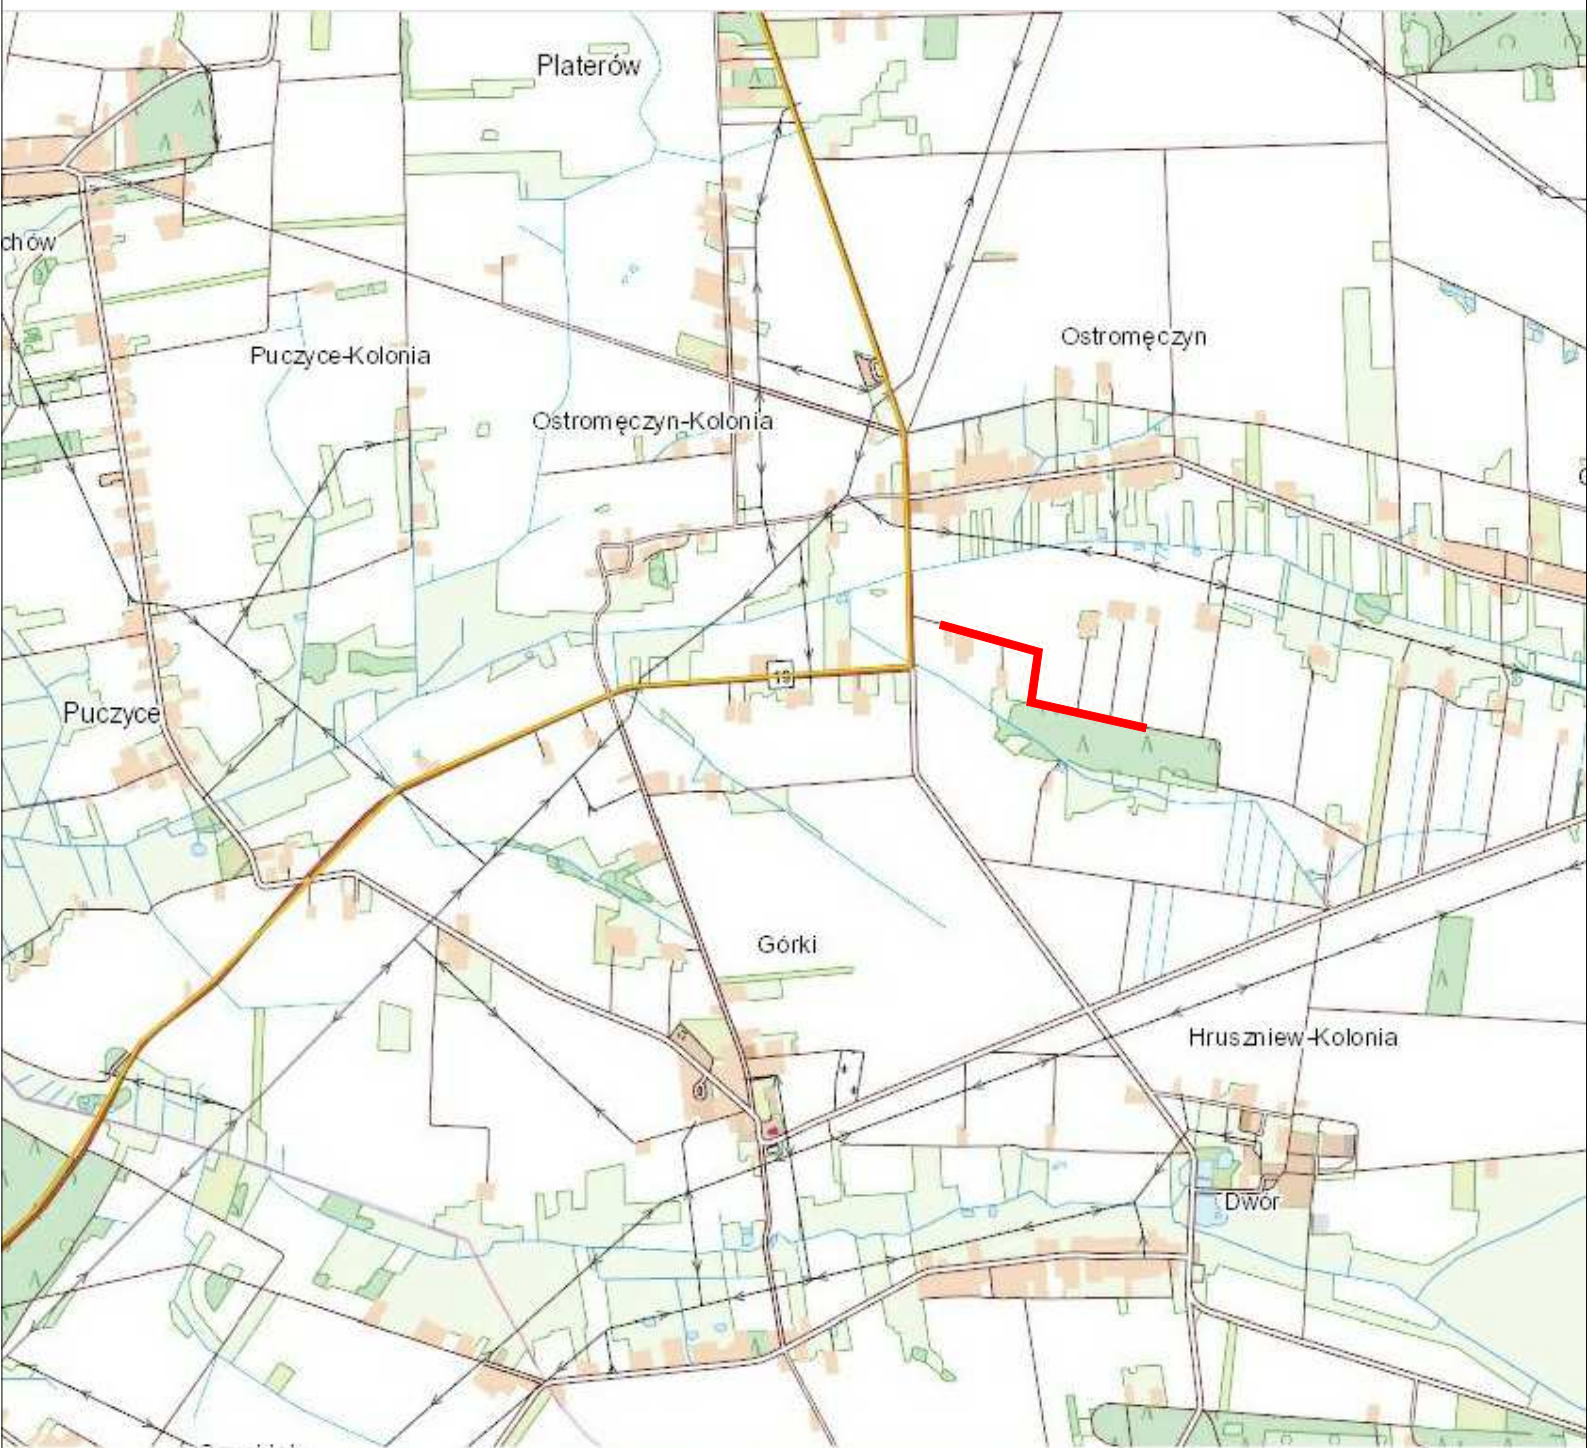 Platerów
chów
Ostromęczyn
Puczyce-Kolonia
Ostromęczyn-Kolonia
19
Puczyce
Górki
Hruszniew-Kolonia
Dwór